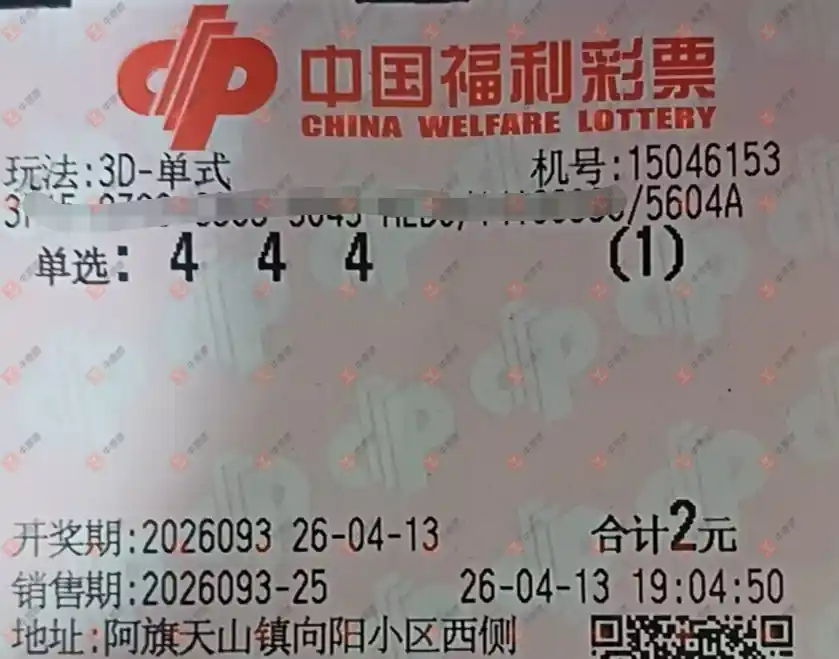 中国福利彩票
CHINA WELFARE LOTTERY
玩法:3D-单式 机号:15046153
/5604A
单选: 4 4 4 (1)
开奖期:2026093 26-04-13 合计2元
销售期:2026093-25 26-04-13 19:04:50
地址:阿旗天山镇向阳小区西侧